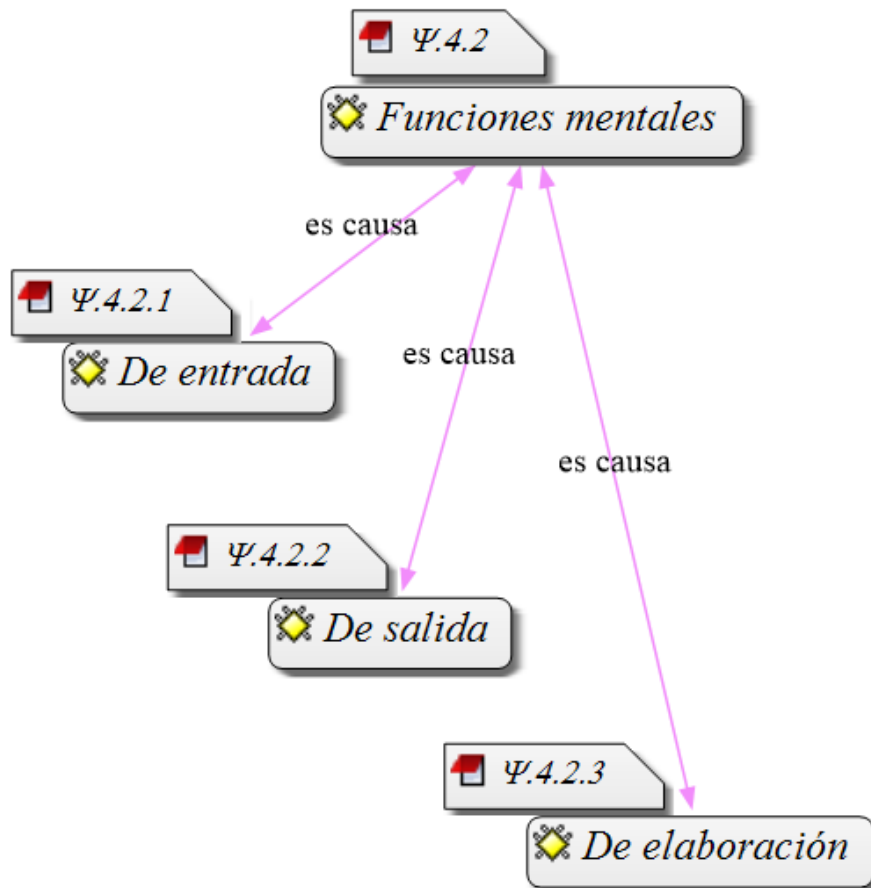 Ψ.4.2
Funciones mentales
es causa
Ψ.4.2.1
De entrada
es causa
es causa
Ψ.4.2.2
De salida
Ψ.4.2.3
De elaboración